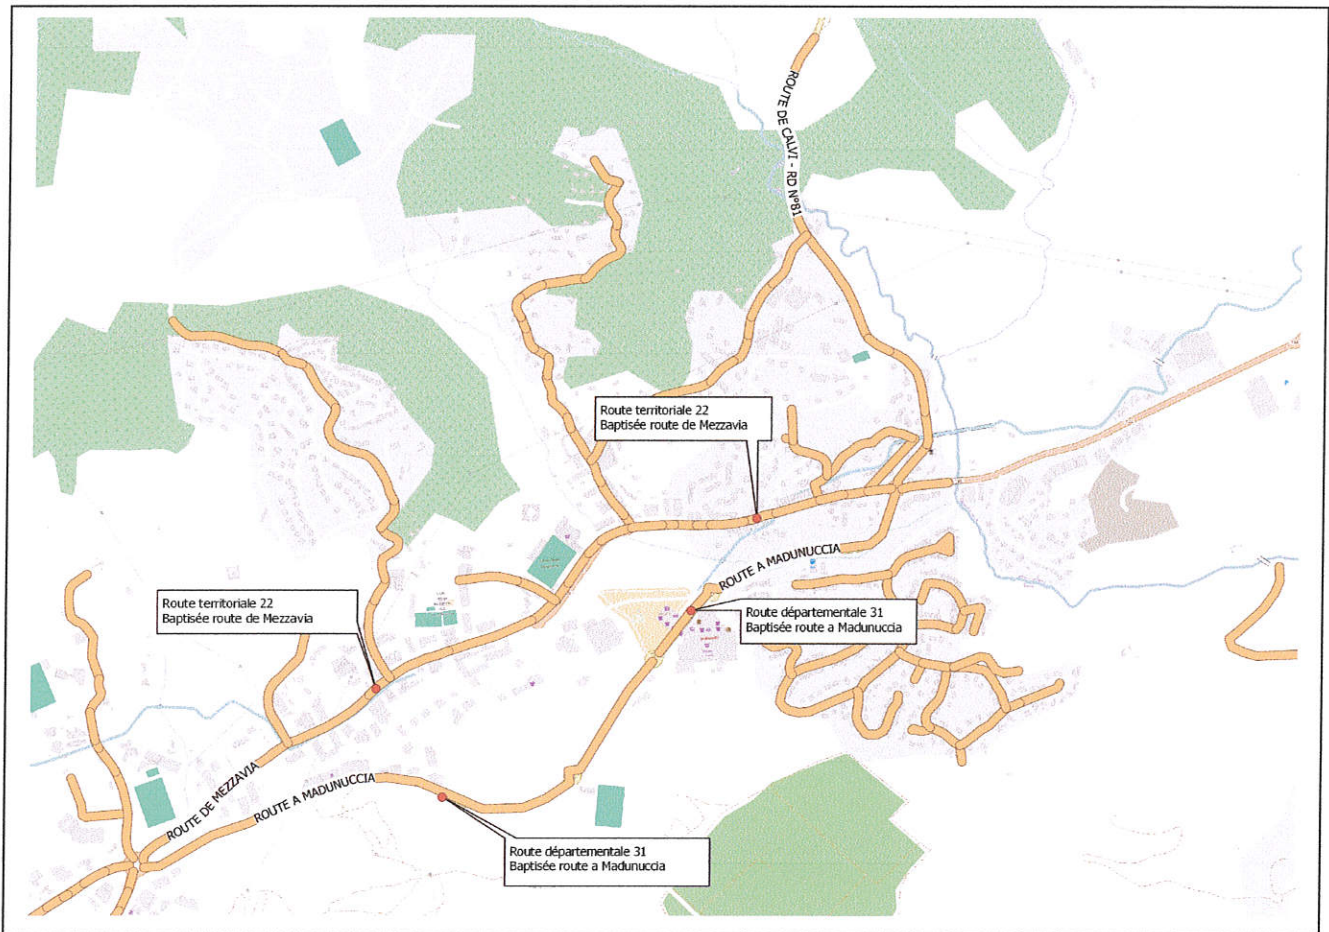 ROUTE DE CALVI - RD N°81
Route territoriale 22
Baptisée route de Mezzavia
ROUTE A MADUNUCCIA
Route territoriale 22
Baptisée route de Mezzavia
Route départementale 31
Baptisée route a Madunuccia
ROUTE DE MEZZAVIA
ROUTE A MADUNUCCIA
Route départementale 31
Baptisée route a Madunuccia